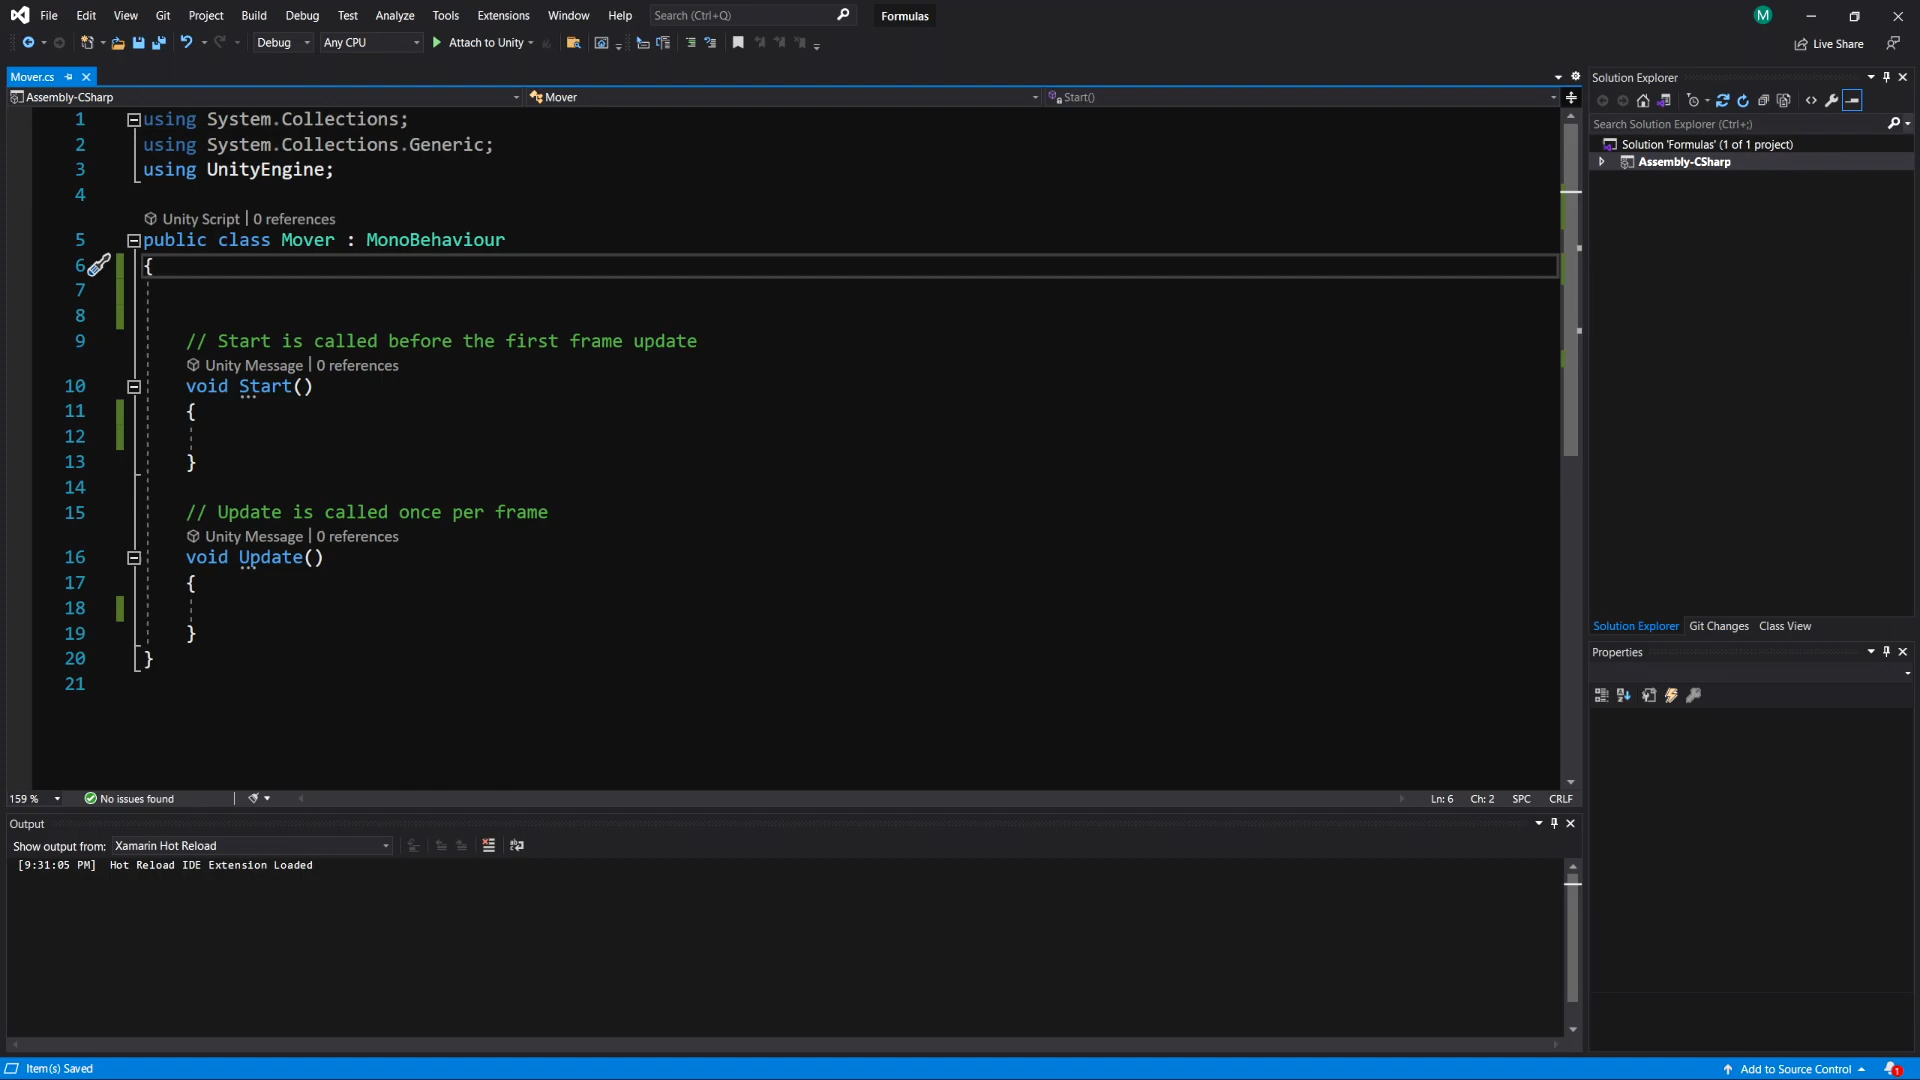 File Edit View Git Project Build Debug Test Analyze Tools Extensions Window Help Search (Ctrl+Q) Formulas M
Debug Any CPU Attach to Unity Live Share
Mover.cs
Assembly-CSharp Mover Start()
1 using System.Collections;
2 using System.Collections.Generic;
3 using UnityEngine;
4
Unity Script | 0 references
5 public class Mover : MonoBehaviour
6 {
7
8
9 // Start is called before the first frame update
Unity Message | 0 references
10 void Start()
11 {
12
13 }
14
15 // Update is called once per frame
Unity Message | 0 references
16 void Update()
17 {
18
19 }
20 }
21
159 % No issues found Ln: 6 Ch: 2 SPC CRLF
Output
Show output from: Xamarin Hot Reload
[9:31:05 PM] Hot Reload IDE Extension Loaded
Solution Explorer
Search Solution Explorer (Ctrl+;)
Solution 'Formulas' (1 of 1 project)
Assembly-CSharp
Solution Explorer Git Changes Class View
Properties
Item(s) Saved Add to Source Control 1